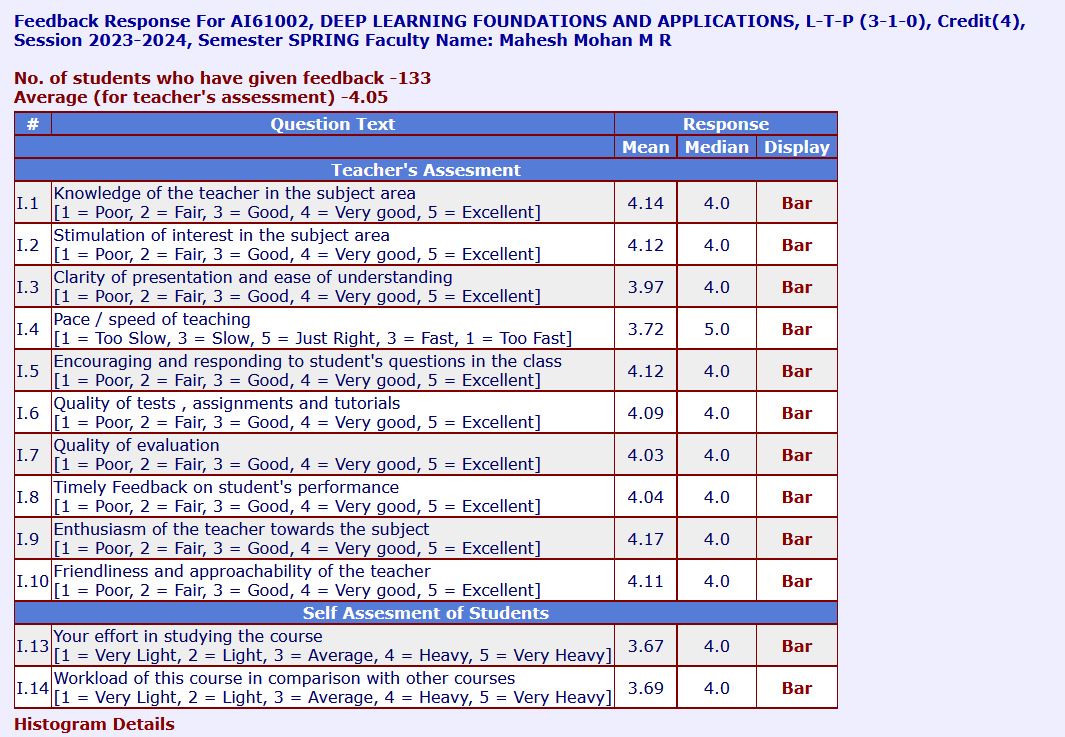 Feedback Response For AI61002, DEEP LEARNING FOUNDATIONS AND APPLICATIONS, L-T-P (3-1-0), Credit(4),
Session 2023-2024, Semester SPRING Faculty Name: Mahesh Mohan M R
No. of students who have given feedback -133
Average (for teacher's assessment) -4.05
# Question Text Response
Mean Median Display
Teacher's Assesment
I.1 Knowledge of the teacher in the subject area 4.14 4.0 Bar
[1 = Poor, 2 = Fair, 3 = Good, 4 = Very good, 5 = Excellent]
I.2 Stimulation of interest in the subject area 4.12 4.0 Bar
[1 = Poor, 2 = Fair, 3 = Good, 4 = Very good, 5 = Excellent]
I.3 Clarity of presentation and ease of understanding 3.97 4.0 Bar
[1 = Poor, 2 = Fair, 3 = Good, 4 = Very good, 5 = Excellent]
I.4 Pace / speed of teaching 3.72 5.0 Bar
[1 = Too Slow, 3 = Slow, 5 = Just Right, 3 = Fast, 1 = Too Fast]
I.5 Encouraging and responding to student's questions in the class 4.12 4.0 Bar
[1 = Poor, 2 = Fair, 3 = Good, 4 = Very good, 5 = Excellent]
I.6 Quality of tests , assignments and tutorials 4.09 4.0 Bar
[1 = Poor, 2 = Fair, 3 = Good, 4 = Very good, 5 = Excellent]
I.7 Quality of evaluation 4.03 4.0 Bar
[1 = Poor, 2 = Fair, 3 = Good, 4 = Very good, 5 = Excellent]
I.8 Timely Feedback on student's performance 4.04 4.0 Bar
[1 = Poor, 2 = Fair, 3 = Good, 4 = Very good, 5 = Excellent]
I.9 Enthusiasm of the teacher towards the subject 4.17 4.0 Bar
[1 = Poor, 2 = Fair, 3 = Good, 4 = Very good, 5 = Excellent]
I.10 Friendliness and approachability of the teacher 4.11 4.0 Bar
[1 = Poor, 2 = Fair, 3 = Good, 4 = Very good, 5 = Excellent]
Self Assesment of Students
I.13 Your effort in studying the course 3.67 4.0 Bar
[1 = Very Light, 2 = Light, 3 = Average, 4 = Heavy, 5 = Very Heavy]
I.14 Workload of this course in comparison with other courses 3.69 4.0 Bar
[1 = Very Light, 2 = Light, 3 = Average, 4 = Heavy, 5 = Very Heavy]
Histogram Details